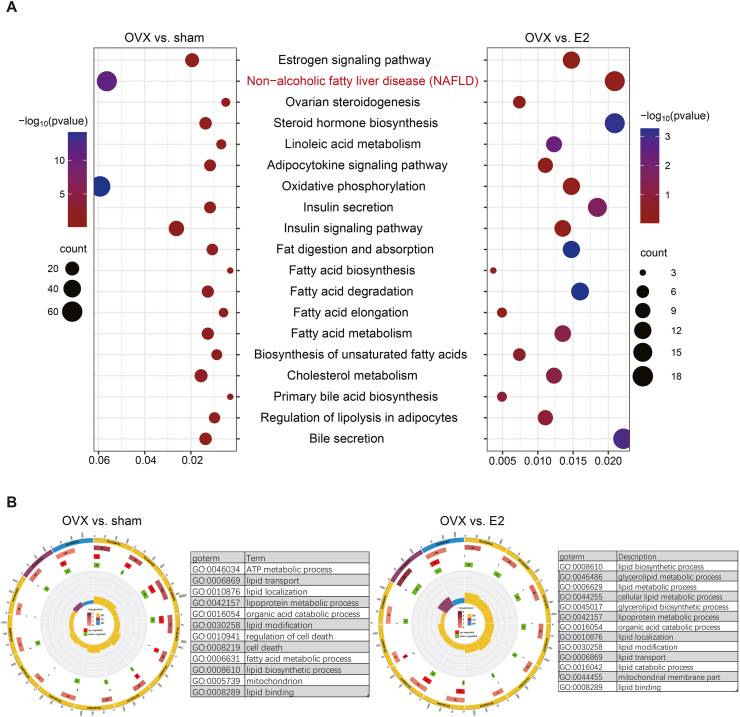 A
OVX vs. sham
OVX vs. E2
Estrogen signaling pathway
Non−alcoholic fatty liver disease (NAFLD)
Ovarian steroidogenesis
Steroid hormone biosynthesis
Linoleic acid metabolism
Adipocytokine signaling pathway
Oxidative phosphorylation
Insulin secretion
Insulin signaling pathway
Fat digestion and absorption
Fatty acid biosynthesis
Fatty acid degradation
Fatty acid elongation
Fatty acid metabolism
Biosynthesis of unsaturated fatty acids
Cholesterol metabolism
Primary bile acid biosynthesis
Regulation of lipolysis in adipocytes
Bile secretion
−log10(pvalue)
10
5
count
20
40
60
0.06 0.04 0.02
−log10(pvalue)
3
2
1
count
3
6
9
12
15
18
0.005 0.010 0.015 0.020
B
OVX vs. sham
goterm Term
GO:0046034 ATP metabolic process
GO:0006869 lipid transport
GO:0010876 lipid localization
GO:0042157 lipoprotein metabolic process
GO:0016054 organic acid catabolic process
GO:0030258 lipid modification
GO:0010941 regulation of cell death
GO:0008219 cell death
GO:0006631 fatty acid metabolic process
GO:0008610 lipid biosynthetic process
GO:0005739 mitochondrion
GO:0008289 lipid binding
OVX vs. E2
goterm Description
GO:0008610 lipid biosynthetic process
GO:0046486 glycerolipid metabolic process
GO:0006629 lipid metabolic process
GO:0044255 cellular lipid metabolic process
GO:0045017 glycerolipid biosynthetic process
GO:0042157 lipoprotein metabolic process
GO:0016054 organic acid catabolic process
GO:0010876 lipid localization
GO:0030258 lipid modification
GO:0006869 lipid transport
GO:0016042 lipid catabolic process
GO:0044455 mitochondrial membrane part
GO:0008289 lipid binding